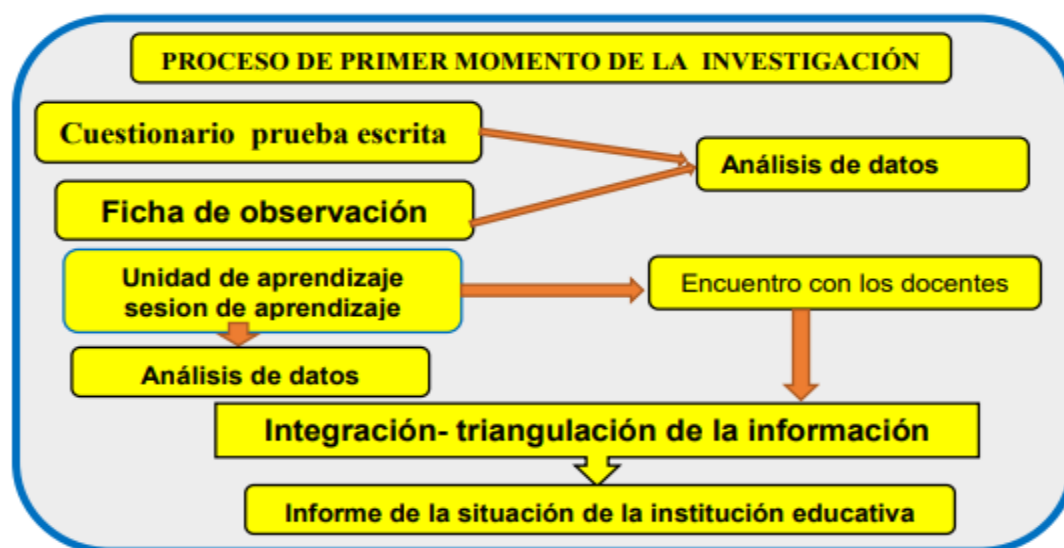 PROCESO DE PRIMER MOMENTO DE LA INVESTIGACIÓN
Cuestionario prueba escrita
Análisis de datos
Ficha de observación
Unidad de aprendizaje
sesion de aprendizaje
Encuentro con los docentes
Análisis de datos
Integración- triangulación de la información
Informe de la situación de la institución educativa